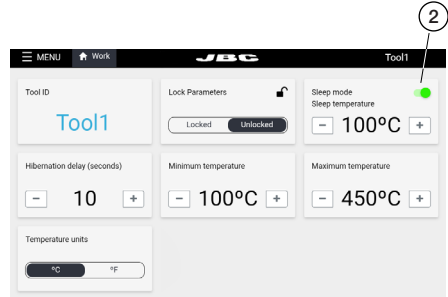 2
MENU Work JBC Tool1
Tool ID
Tool1
Lock Parameters
Locked Unlocked
Sleep mode
Sleep temperature
- 100ºC +
Hibernation delay (seconds)
- 10 +
Minimum temperature
- 100ºC +
Maximum temperature
- 450ºC +
Temperature units
ºC ºF